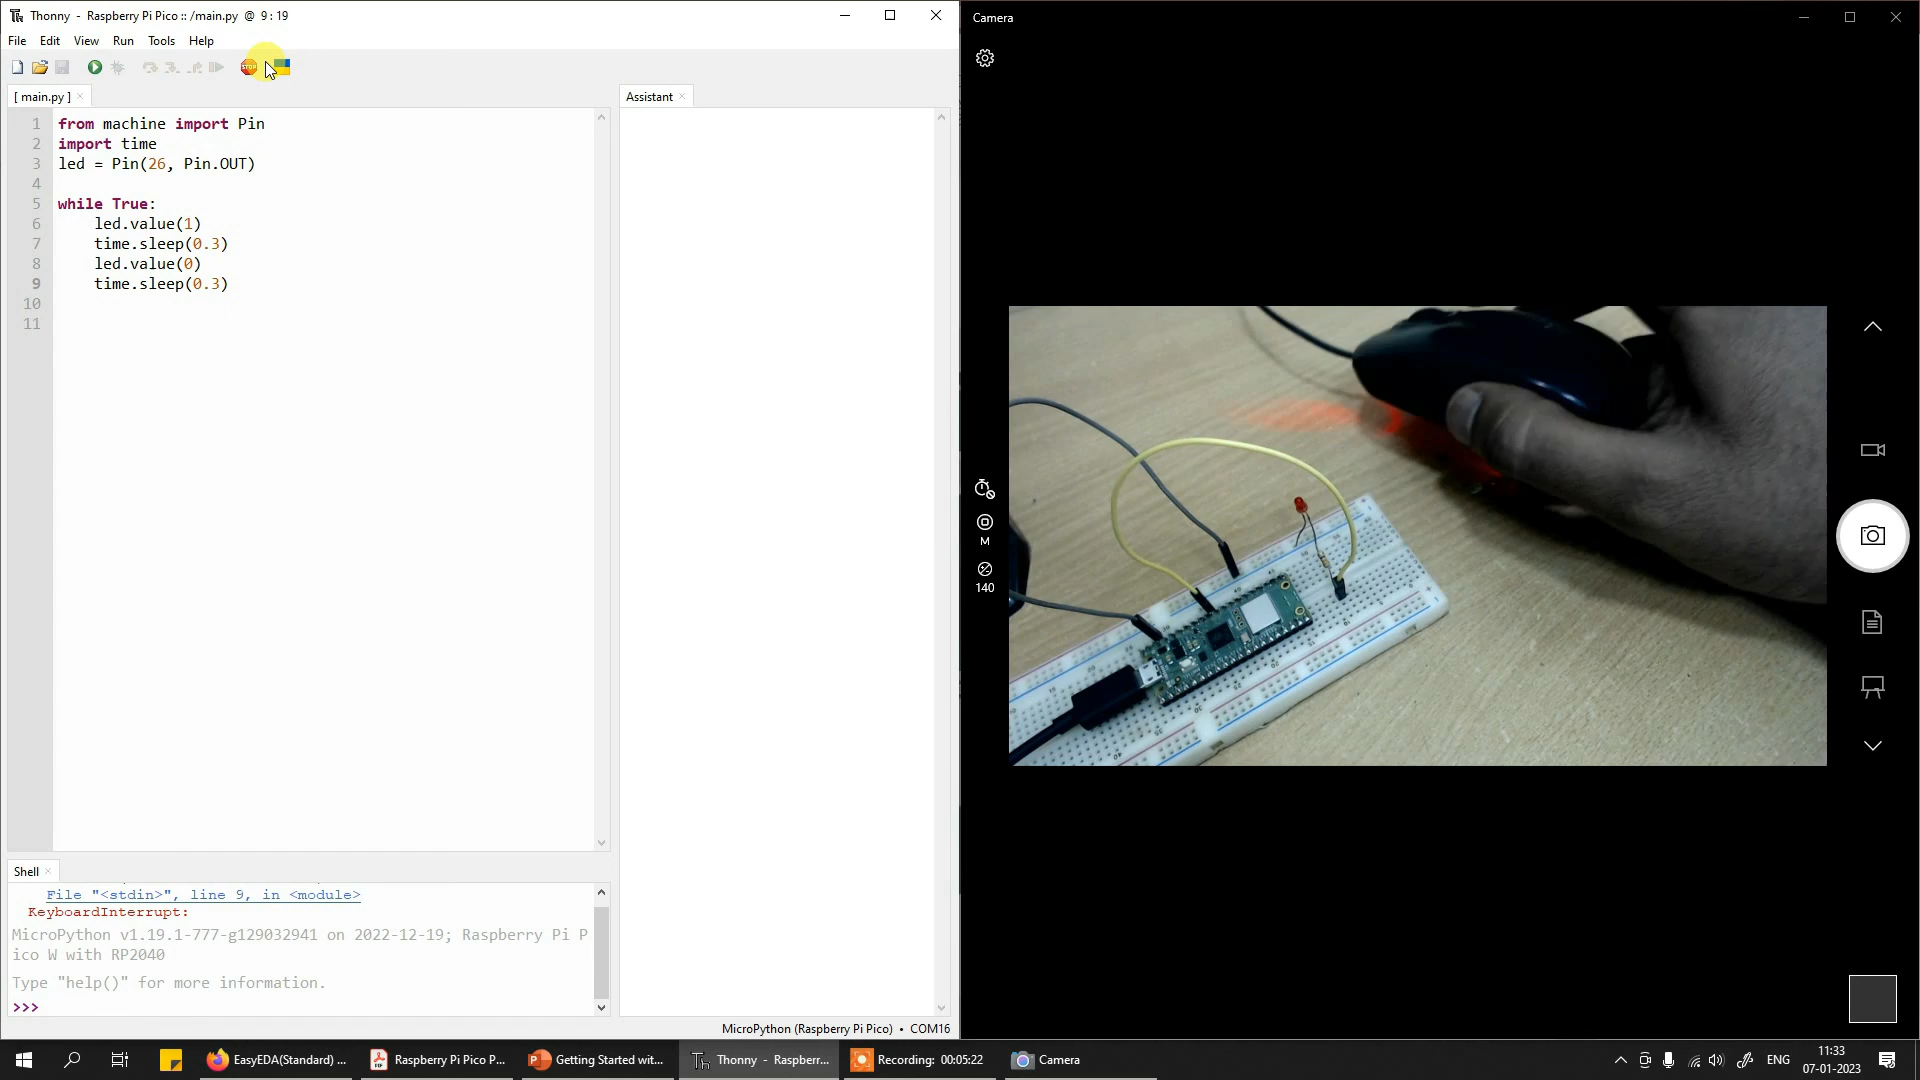 Thonny - Raspberry Pi Pico :: /main.py @ 9 : 19
File Edit View Run Tools Help
STOP
[ main.py ]
1 from machine import Pin
2 import time
3 led = Pin(26, Pin.OUT)
4
5 while True:
6 led.value(1)
7 time.sleep(0.3)
8 led.value(0)
9 time.sleep(0.3)
10
11
Assistant
Shell
File "<stdin>", line 9, in <module>
KeyboardInterrupt:
MicroPython v1.19.1-777-g129032941 on 2022-12-19; Raspberry Pi P
ico W with RP2040
Type "help()" for more information.
>>>
MicroPython (Raspberry Pi Pico) • COM16
Camera
M
140
EasyEDA(Standard) ...
Raspberry Pi Pico P...
Getting Started wit...
Thonny - Raspberr...
Recording: 00:05:22
Camera
ENG
11:33
07-01-2023